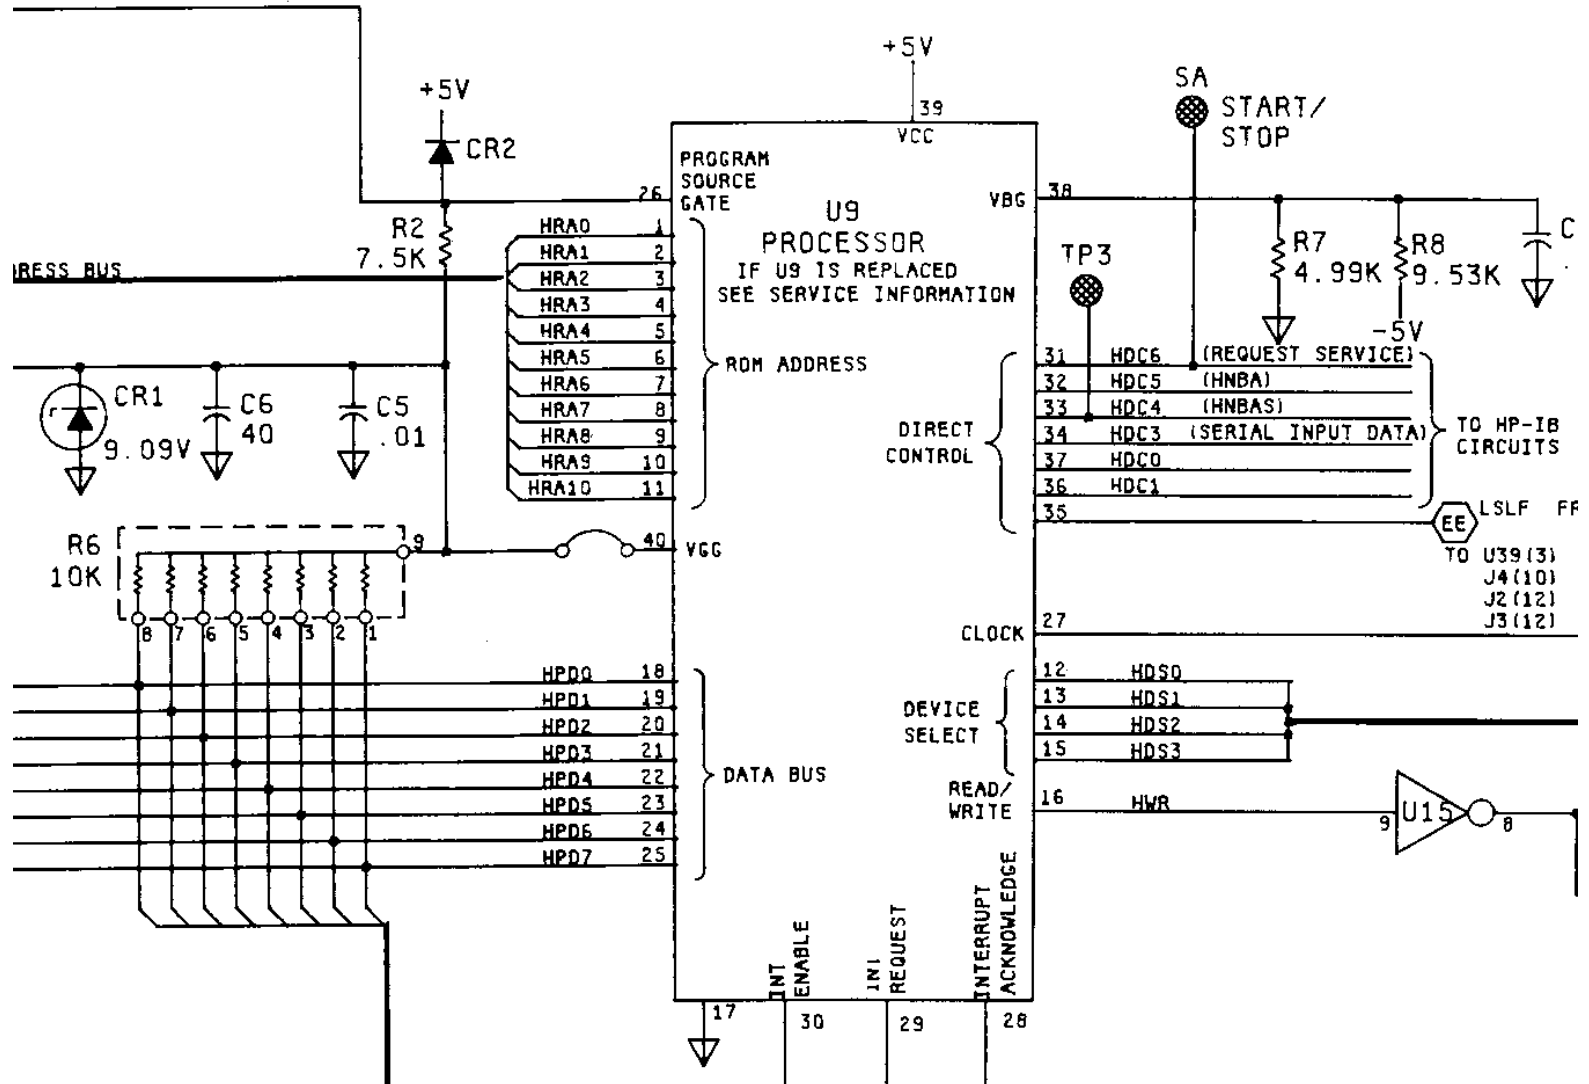 +5V
39
VCC
SA
START/
STOP
+5V
CR2
PROGRAM
SOURCE
GATE
26
VBG
38
U9
PROCESSOR
IF U9 IS REPLACED
SEE SERVICE INFORMATION
R2
7.5K
HRA0 1
HRA1 2
HRA2 3
HRA3 4
HRA4 5
HRA5 6
HRA6 7
HRA7 8
HRA8 9
HRA9 10
HRA10 11
ROM ADDRESS
BUS
TP3
R7
4.99K
R8
9.53K
C
-5V
31 HDC6 (REQUEST SERVICE)
32 HDC5 (HNBA)
33 HDC4 (HNBAS)
34 HDC3 (SERIAL INPUT DATA)
37 HDC0
36 HDC1
35
DIRECT
CONTROL
TO HP-IB
CIRCUITS
EE
LSLF
TO U39(3)
J4(10)
J2(12)
J3(12)
CR1
9.09V
C6
40
C5
.01
R6
10K
9
40 VGG
8 7 6 5 4 3 2 1
CLOCK 27
HPD0 18
HPD1 19
HPD2 20
HPD3 21
HPD4 22
HPD5 23
HPD6 24
HPD7 25
DATA BUS
DEVICE
SELECT
12 HDS0
13 HDS1
14 HDS2
15 HDS3
READ/
WRITE
16 HWR
9 U15 8
INT
ENABLE
INT
REQUEST
INTERRUPT
ACKNOWLEDGE
17
30
29
28